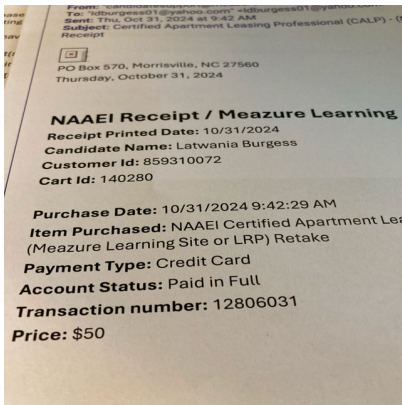 From: "candidatesupport
To: "ldburgess01@yahoo.com" <ldburgess01@yahoo.com>
Sent: Thu, Oct 31, 2024 at 9:42 AM
Subject: Certified Apartment Leasing Professional (CALP) -
Receipt
PO Box 570, Morrisville, NC 27560
Thursday, October 31, 2024
NAAEI Receipt / Meazure Learning
Receipt Printed Date: 10/31/2024
Candidate Name: Latwania Burgess
Customer Id: 859310072
Cart Id: 140280
Purchase Date: 10/31/2024 9:42:29 AM
Item Purchased: NAAEI Certified Apartment Lea
(Meazure Learning Site or LRP) Retake
Payment Type: Credit Card
Account Status: Paid in Full
Transaction number: 12806031
Price: $50